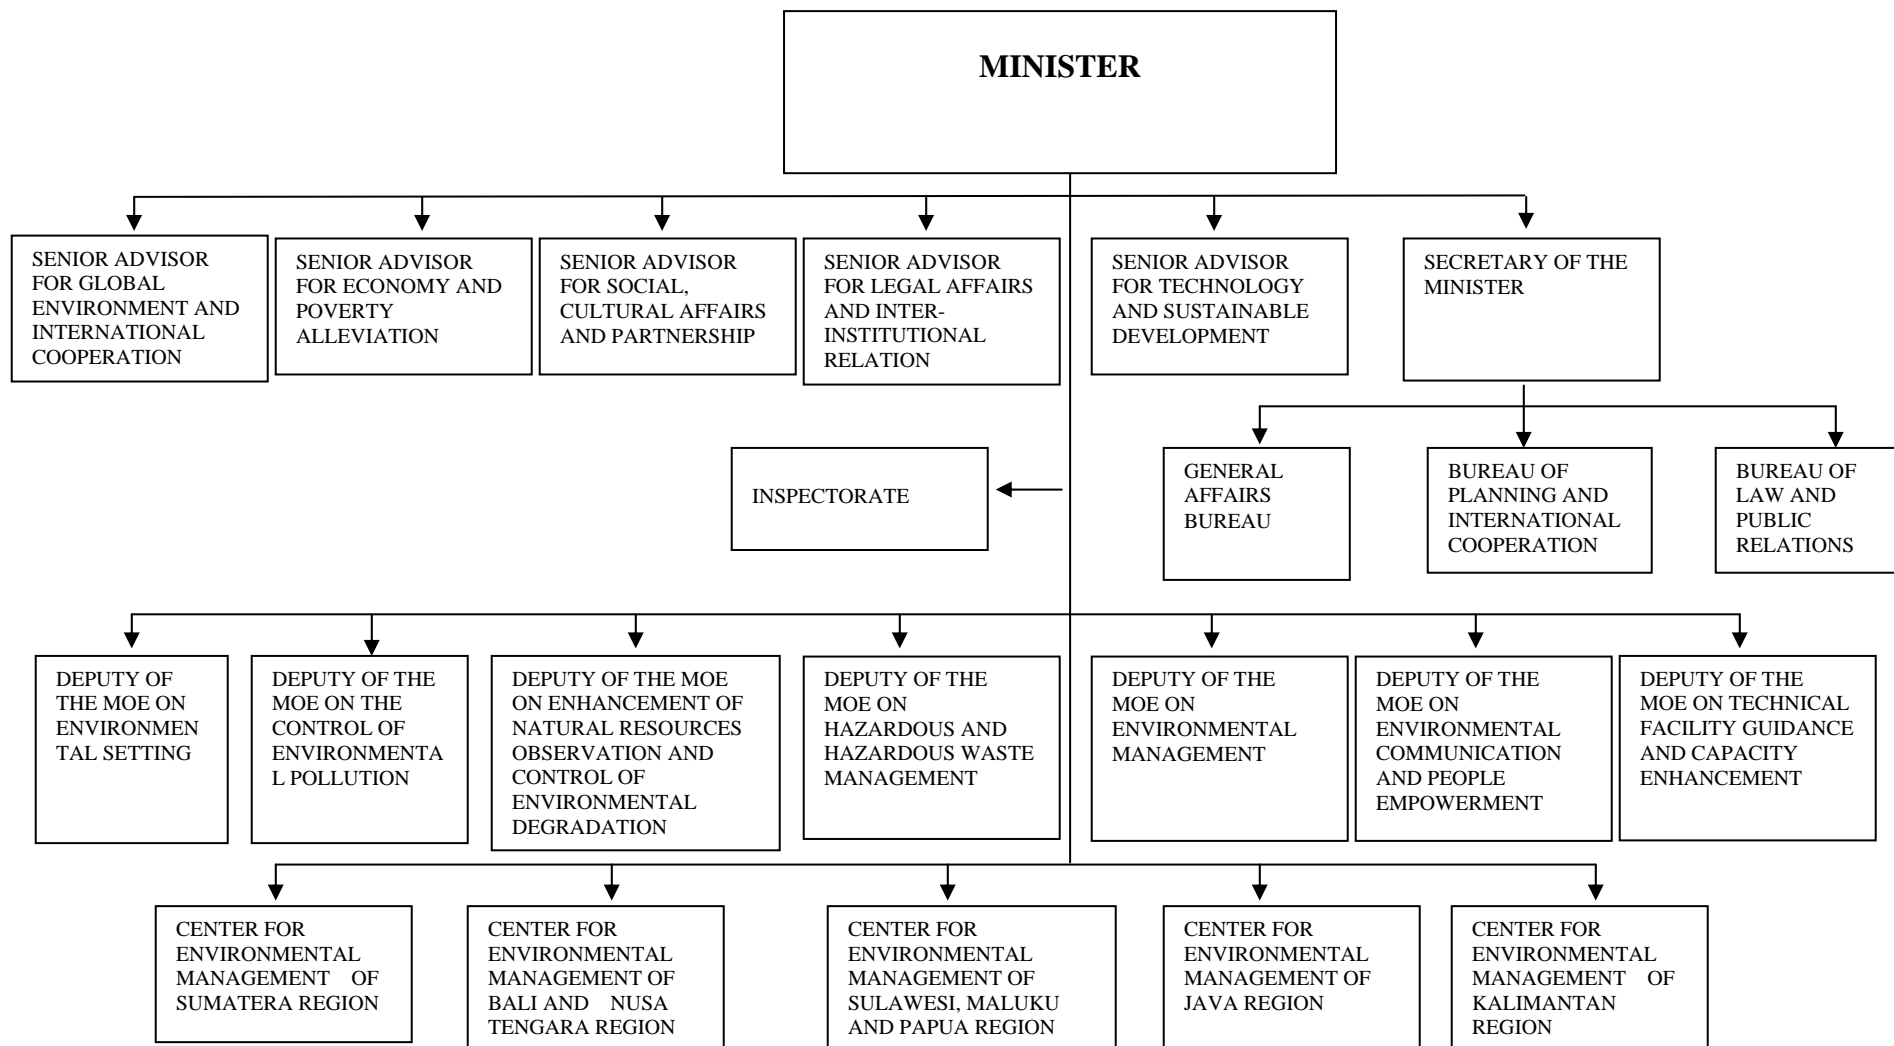 MINISTER
SENIOR ADVISOR
FOR GLOBAL
ENVIRONMENT AND
INTERNATIONAL
COOPERATION
SENIOR ADVISOR
FOR ECONOMY AND
POVERTY
ALLEVIATION
SENIOR ADVISOR
FOR SOCIAL,
CULTURAL AFFAIRS
AND PARTNERSHIP
SENIOR ADVISOR
FOR LEGAL AFFAIRS
AND INTER-
INSTITUTIONAL
RELATION
SENIOR ADVISOR
FOR TECHNOLOGY
AND SUSTAINABLE
DEVELOPMENT
SECRETARY OF THE
MINISTER
INSPECTORATE
GENERAL
AFFAIRS
BUREAU
BUREAU OF
PLANNING AND
INTERNATIONAL
COOPERATION
BUREAU OF
LAW AND
PUBLIC
RELATIONS
DEPUTY OF
THE MOE ON
ENVIRONMEN
TAL SETTING
DEPUTY OF THE
MOE ON THE
CONTROL OF
ENVIRONMENTA
L POLLUTION
DEPUTY OF THE MOE
ON ENHANCEMENT OF
NATURAL RESOURCES
OBSERVATION AND
CONTROL OF
ENVIRONMENTAL
DEGRADATION
DEPUTY OF THE
MOE ON
HAZARDOUS AND
HAZARDOUS WASTE
MANAGEMENT
DEPUTY OF THE
MOE ON
ENVIRONMENTAL
MANAGEMENT
DEPUTY OF THE
MOE ON
ENVIRONMENTAL
COMMUNICATION
AND PEOPLE
EMPOWERMENT
DEPUTY OF THE
MOE ON TECHNICAL
FACILITY GUIDANCE
AND CAPACITY
ENHANCEMENT
CENTER FOR
ENVIRONMENTAL
MANAGEMENT OF
SUMATERA REGION
CENTER FOR
ENVIRONMENTAL
MANAGEMENT OF
BALI AND NUSA
TENGARA REGION
CENTER FOR
ENVIRONMENTAL
MANAGEMENT OF
SULAWESI, MALUKU
AND PAPUA REGION
CENTER FOR
ENVIRONMENTAL
MANAGEMENT OF
JAVA REGION
CENTER FOR
ENVIRONMENTAL
MANAGEMENT OF
KALIMANTAN
REGION